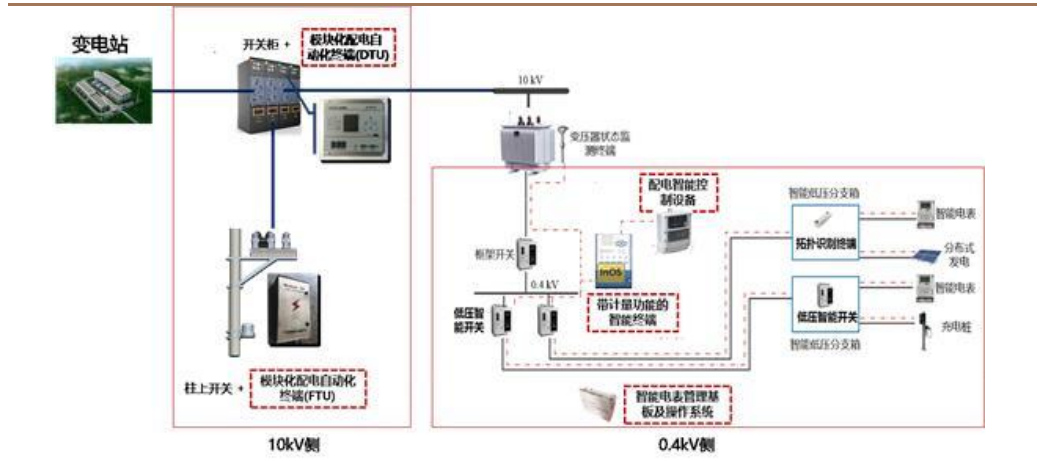 变电站
开关柜 +
模块化配电自
动化终端(DTU)
10 kV
变压器状态监
测终端
配电智能控
制设备
智能低压分支箱
智能电表
拓扑识别终端
分布式
发电
框架开关
InOS
0.4 kV
带计量功能的
智能终端
低压智
能开关
智能电表
低压智能开关
充电桩
智能低压分支箱
柱上开关 +
模块化配电自动化
终端(FTU)
智能电表管理基
板及操作系统
10kV侧
0.4kV侧